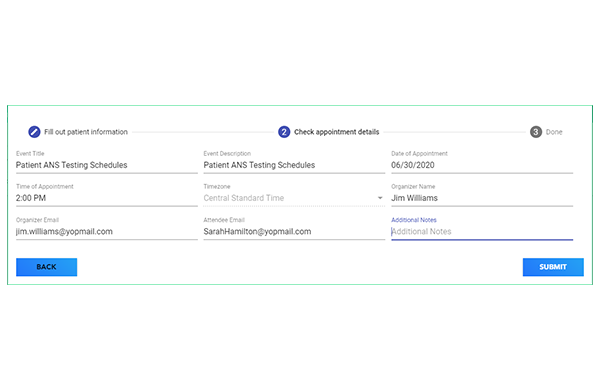 Fill out patient information
2 Check appointment details
3 Done
Event Title Event Description Date of Appointment
Patient ANS Testing Schedules Patient ANS Testing Schedules 06/30/2020
Time of Appointment Timezone Organizer Name
2:00 PM Central Standard Time Jim Williams
Organizer Email Attendee Email Additional Notes
jim.williams@yopmail.com SarahHamilton@yopmail.com Additional Notes
BACK SUBMIT